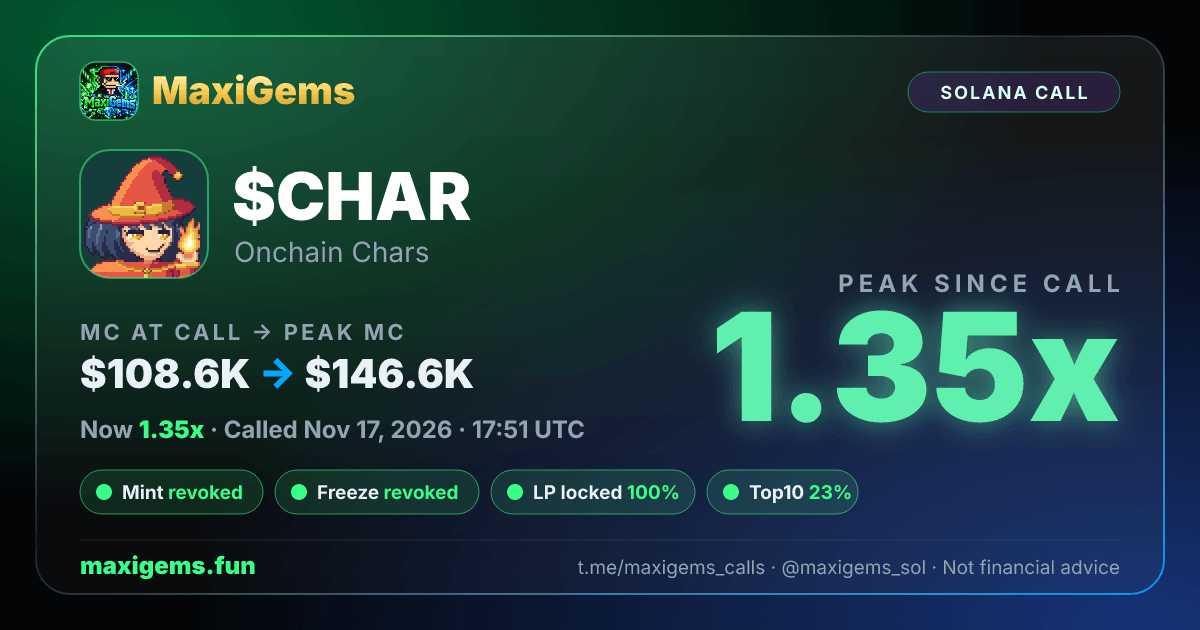 MaxiGems
MaxiGems
SOLANA CALL
$CHAR
Onchain Chars
PEAK SINCE CALL
1.35x
MC AT CALL → PEAK MC
$108.6K → $146.6K
Now 1.35x · Called Nov 17, 2026 · 17:51 UTC
Mint revoked
Freeze revoked
LP locked 100%
Top10 23%
maxigems.fun
t.me/maxigems_calls · @maxigems_sol · Not financial advice